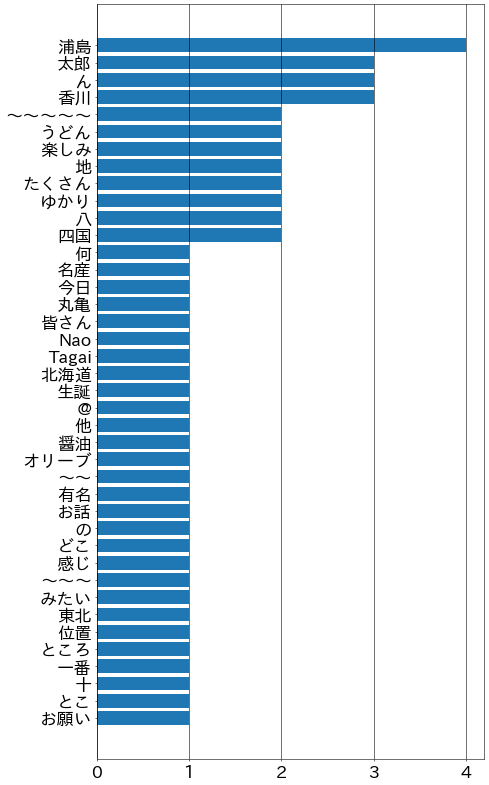 浦島
太郎
ん
香川
～～～～～
うどん
楽しみ
地
たくさん
ゆかり
八
四国
何
名産
今日
丸亀
皆さん
Nao
Tagai
北海道
生誕
@
他
醤油
オリーブ
～～
有名
お話
の
どこ
感じ
～～～
みたい
東北
位置
ところ
一番
十
とこ
お願い
0 1 2 3 4